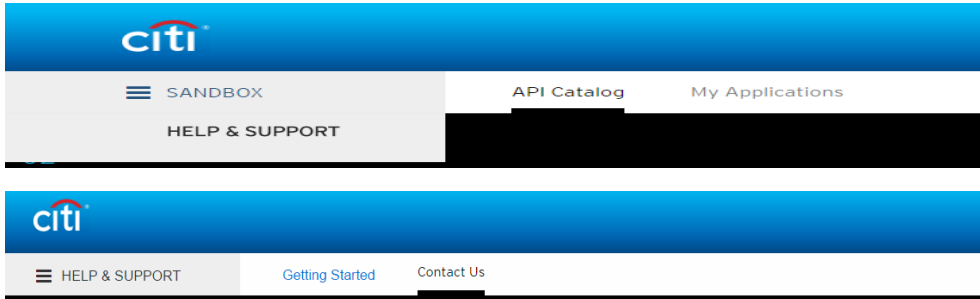 citi
SANDBOX API Catalog My Applications
HELP & SUPPORT
citi
HELP & SUPPORT Getting Started Contact Us